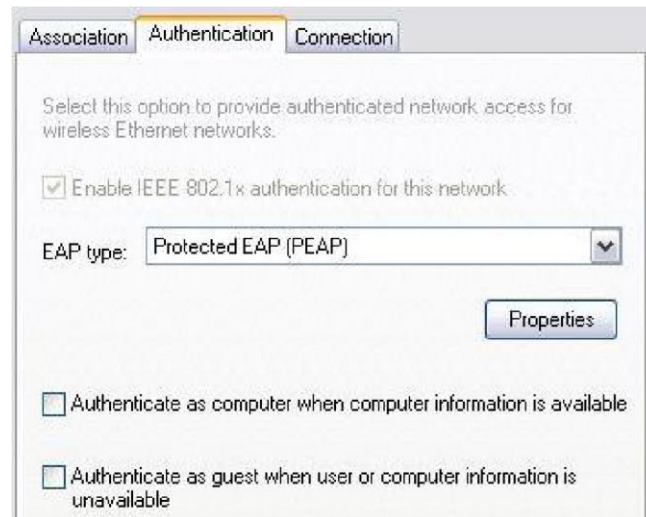 Association
Authentication
Connection
Select this option to provide authenticated network access for
wireless Ethernet networks.
Enable IEEE 802.1x authentication for this network
EAP type:
Protected EAP (PEAP)
Properties
Authenticate as computer when computer information is available
Authenticate as guest when user or computer information is
unavailable